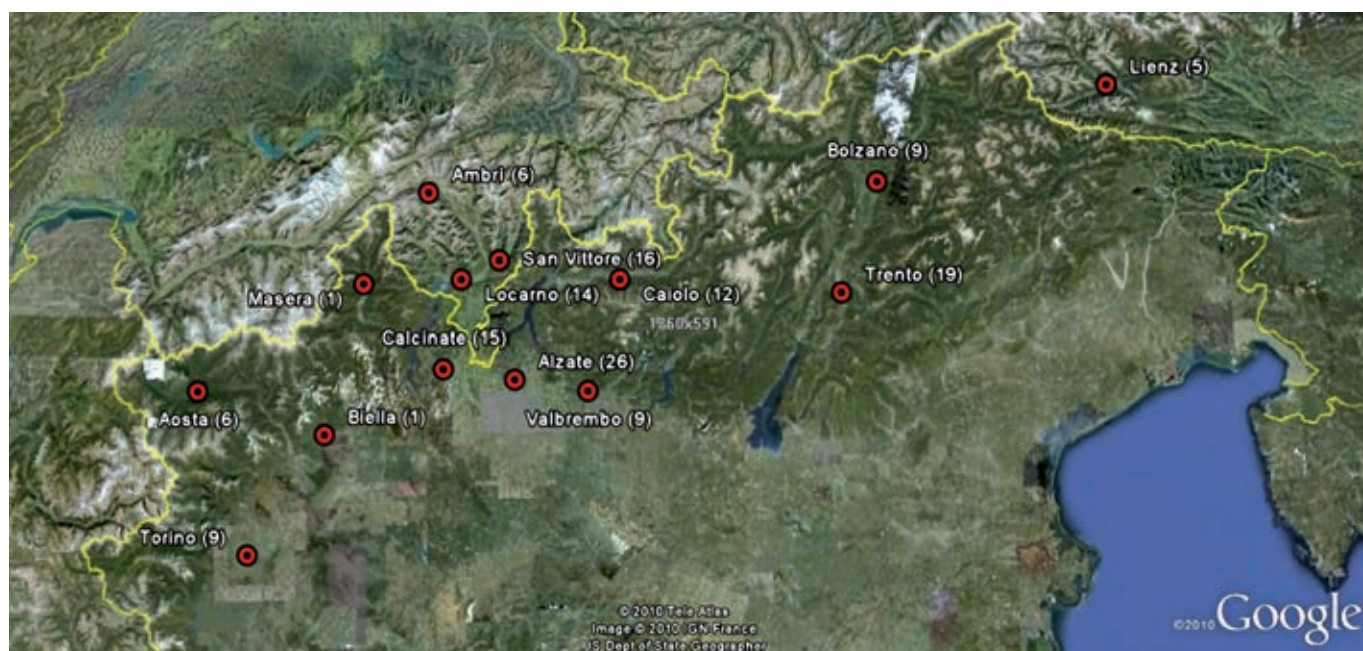 Lienz (5)
Bolzano (9)
Ambri (6)
San Vittore (16)
Trento (19)
Masera (1)
Locarno (14)
Caiolo (12)
1360x591
Calcinate (15)
Alzate (26)
Aosta (6)
Biella (1)
Valbrembo (9)
Torino (9)
© 2010 Tele Atlas
Image © 2010 IGN France
US Dept of State Geographer
©2010 Google